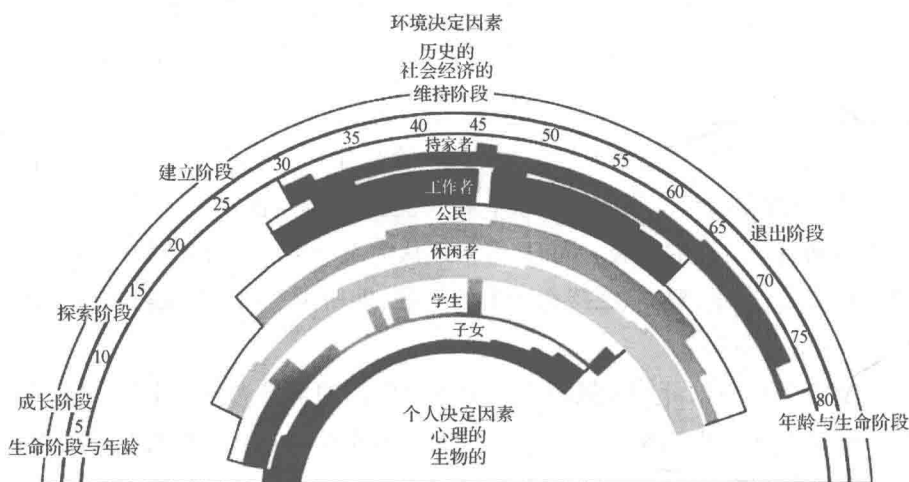 环境决定因素
历史的
社会经济的
维持阶段
40
45
35
50
持家者
30
55
建立阶段
工作者
25
60
公民
20
65
退出阶段
休闲者
15
70
学生
探索阶段
子女
75
10
成长阶段
80
5
个人决定因素
年龄与生命阶段
心理的
生命阶段与年龄
生物的